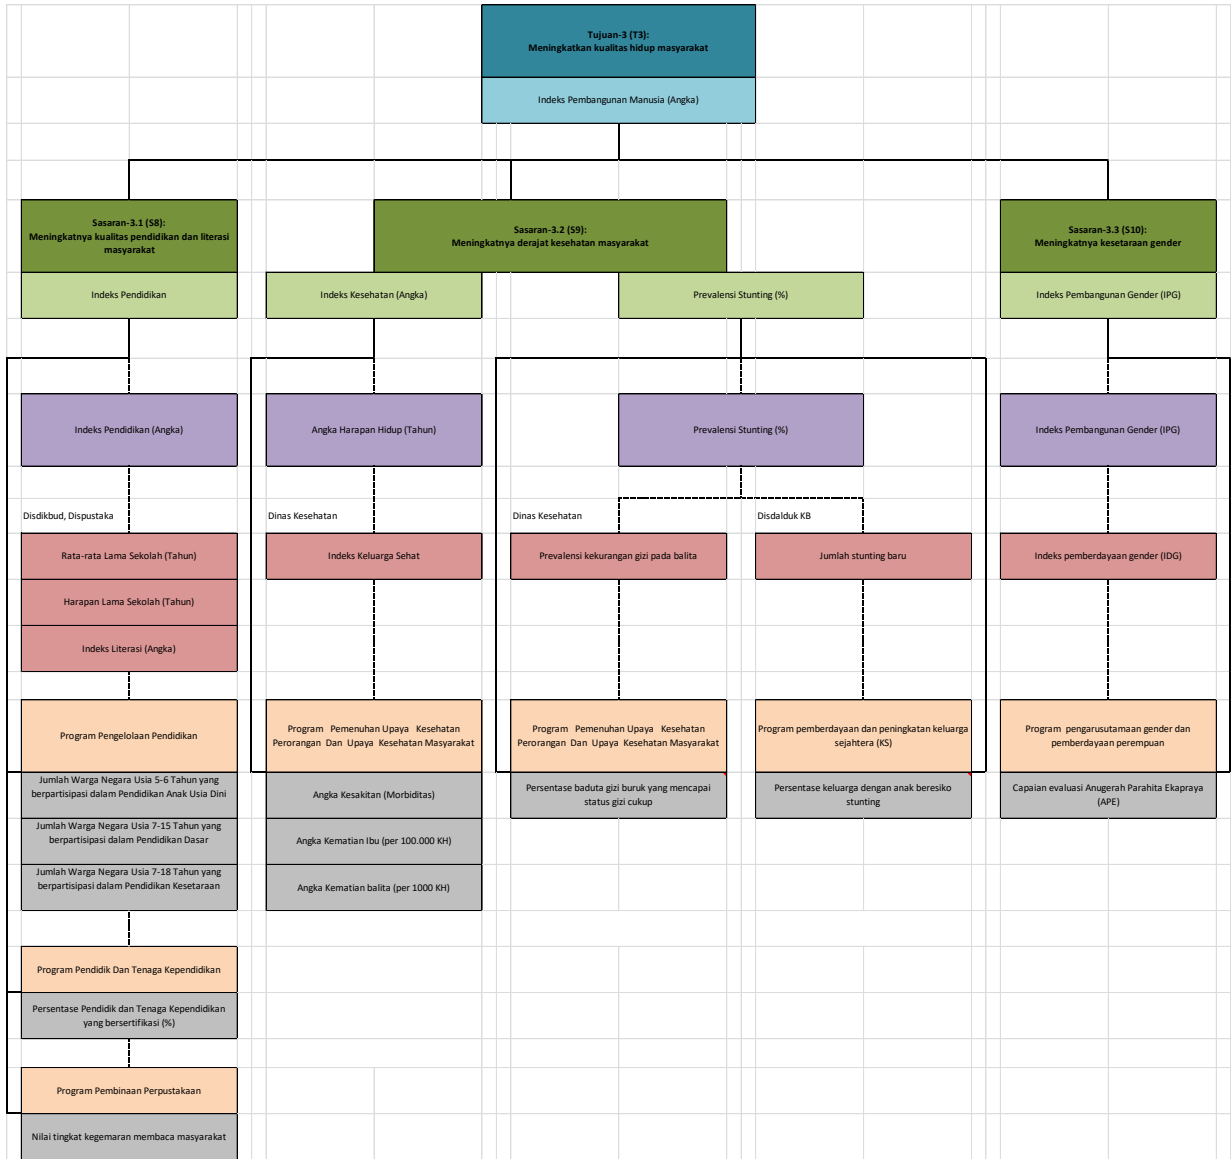 Tujuan-3 (T3):
Meningkatkan kualitas hidup masyarakat
Indeks Pembangunan Manusia (Angka)
Sasaran-3.1 (S8):
Meningkatnya kualitas pendidikan dan literasi
masyarakat
Sasaran-3.2 (S9):
Meningkatnya derajat kesehatan masyarakat
Sasaran-3.3 (S10):
Meningkatnya kesetaraan gender
Indeks Pendidikan
Indeks Kesehatan (Angka)
Prevalensi Stunting (%)
Indeks Pembangunan Gender (IPG)
Indeks Pendidikan (Angka)
Angka Harapan Hidup (Tahun)
Prevalensi Stunting (%)
Indeks Pembangunan Gender (IPG)
Disdikbud, Dispustaka
Dinas Kesehatan
Dinas Kesehatan
Disdalduk KB
Rata-rata Lama Sekolah (Tahun)
Indeks Keluarga Sehat
Prevalensi kekurangan gizi pada balita
Jumlah stunting baru
Indeks pemberdayaan gender (IDG)
Harapan Lama Sekolah (Tahun)
Indeks Literasi (Angka)
Program Pengelolaan Pendidikan
Program Pemenuhan Upaya Kesehatan
Perorangan Dan Upaya Kesehatan Masyarakat
Program Pemenuhan Upaya Kesehatan
Perorangan Dan Upaya Kesehatan Masyarakat
Program pemberdayaan dan peningkatan keluarga
sejahtera (KS)
Program pengarusutamaan gender dan
pemberdayaan perempuan
Jumlah Warga Negara Usia 5-6 Tahun yang
berpartisipasi dalam Pendidikan Anak Usia Dini
Angka Kesakitan (Morbiditas)
Persentase baduta gizi buruk yang mencapai
status gizi cukup
Persentase keluarga dengan anak beresiko
stunting
Capaian evaluasi Anugerah Parahita Ekapraya
(APE)
Jumlah Warga Negara Usia 7-15 Tahun yang
berpartisipasi dalam Pendidikan Dasar
Angka Kematian Ibu (per 100.000 KH)
Jumlah Warga Negara Usia 7-18 Tahun yang
berpartisipasi dalam Pendidikan Kesetaraan
Angka Kematian balita (per 1000 KH)
Program Pendidik Dan Tenaga Kependidikan
Persentase Pendidik dan Tenaga Kependidikan
yang bersertifikasi (%)
Program Pembinaan Perpustakaan
Nilai tingkat kegemaran membaca masyarakat